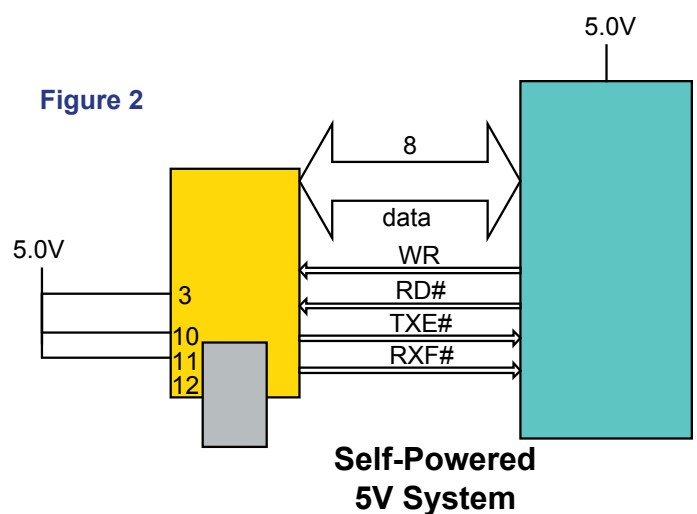 5.0V
Figure 2
8
data
5.0V
WR
3
RD#
10
TXE#
11
RXF#
12
Self-Powered
5V System